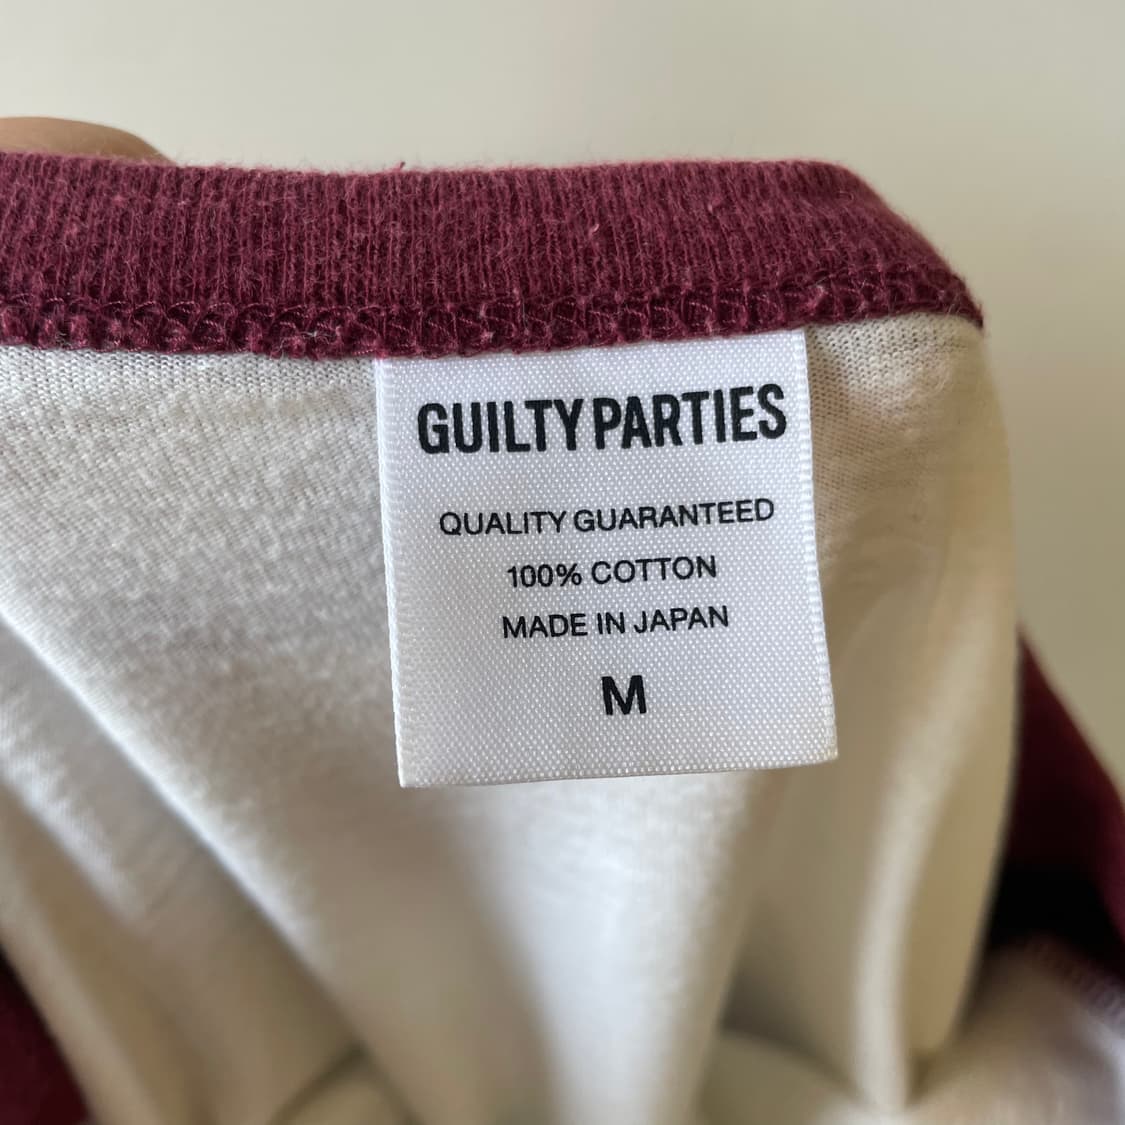 GUILTY PARTIES
QUALITY GUARANTEED
100% COTTON
MADE IN JAPAN
M